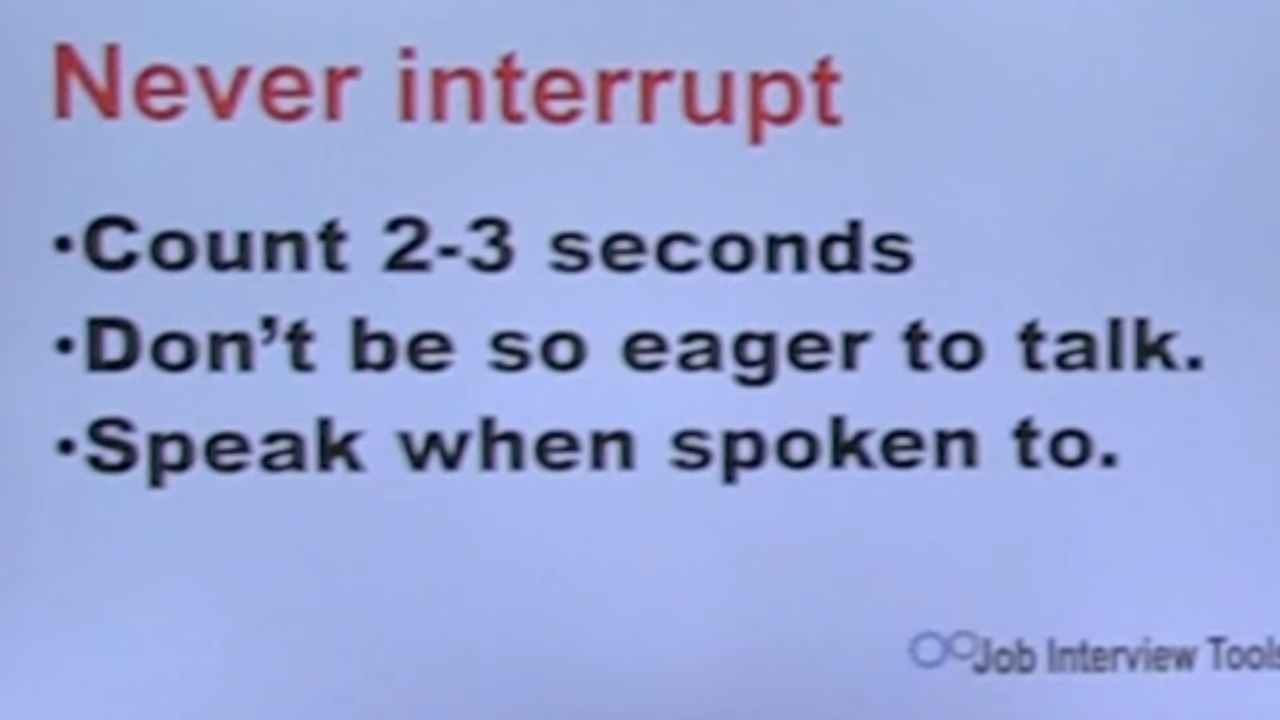 Never interrupt
•Count 2-3 seconds
•Don’t be so eager to talk.
•Speak when spoken to.
Job Interview Tools